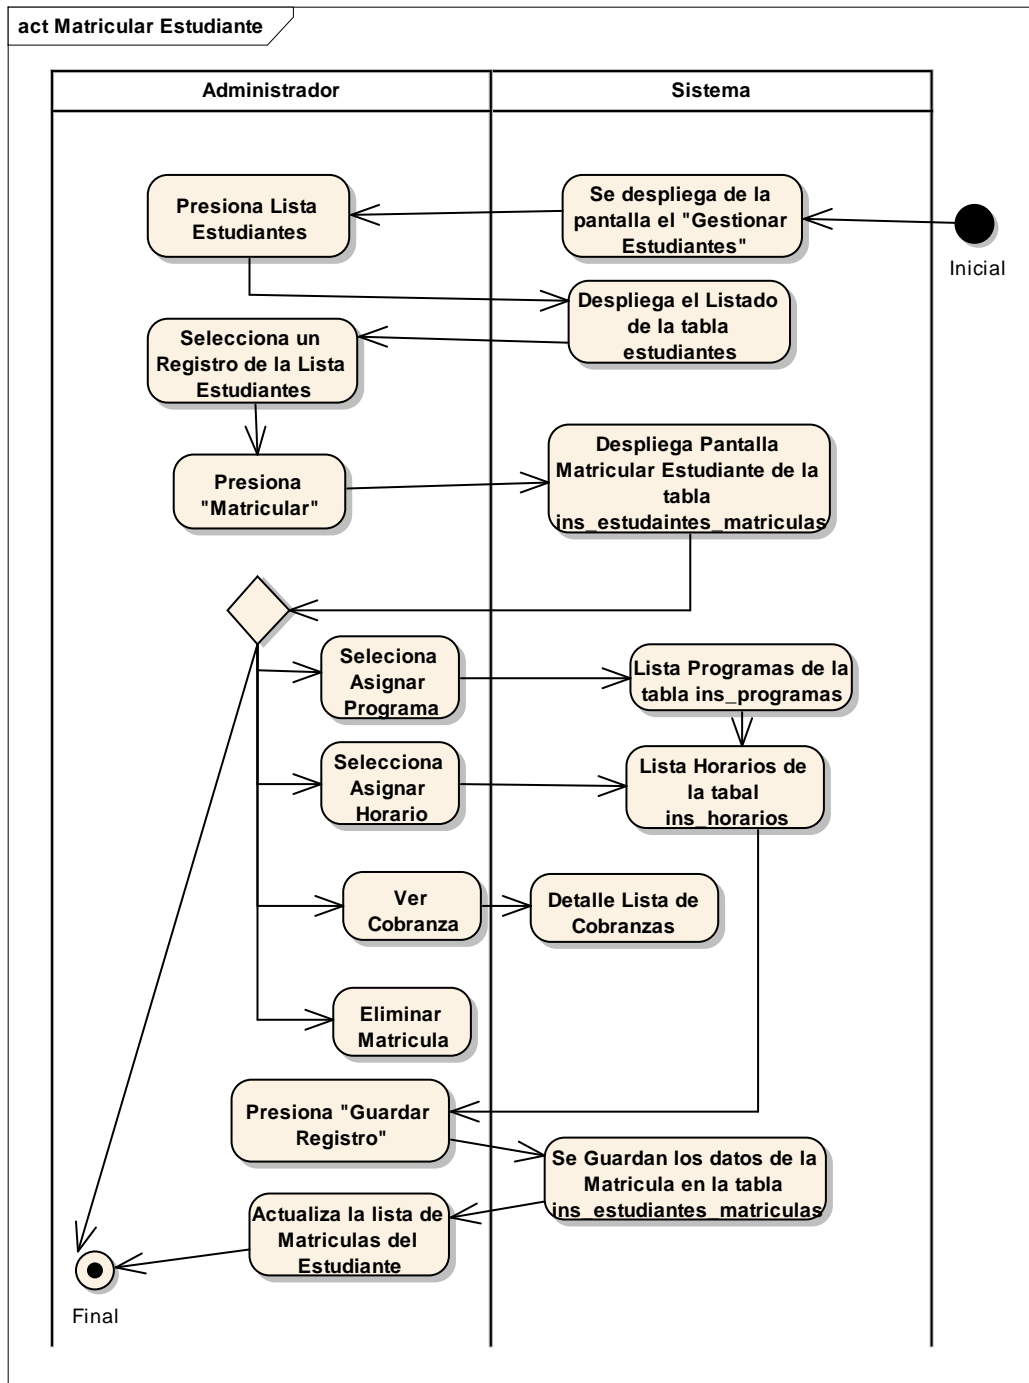 act Matricular Estudiante
Administrador
Sistema
Presiona Lista
Estudiantes
Se despliega de la
pantalla el "Gestionar
Estudiantes"
Inicial
Despliega el Listado
de la tabla
estudiantes
Selecciona un
Registro de la Lista
Estudiantes
Presiona
"Matricular"
Despliega Pantalla
Matricular Estudiante de la
tabla
ins_estudaintes_matriculas
Seleciona
Asignar
Programa
Lista Programas de la
tabla ins_programas
Selecciona
Asignar
Horario
Lista Horarios de
la tabal
ins_horarios
Ver
Cobranza
Detalle Lista de
Cobranzas
Eliminar
Matricula
Presiona "Guardar
Registro"
Se Guardan los datos de la
Matricula en la tabla
ins_estudiantes_matriculas
Actualiza la lista de
Matriculas del
Estudiante
Final